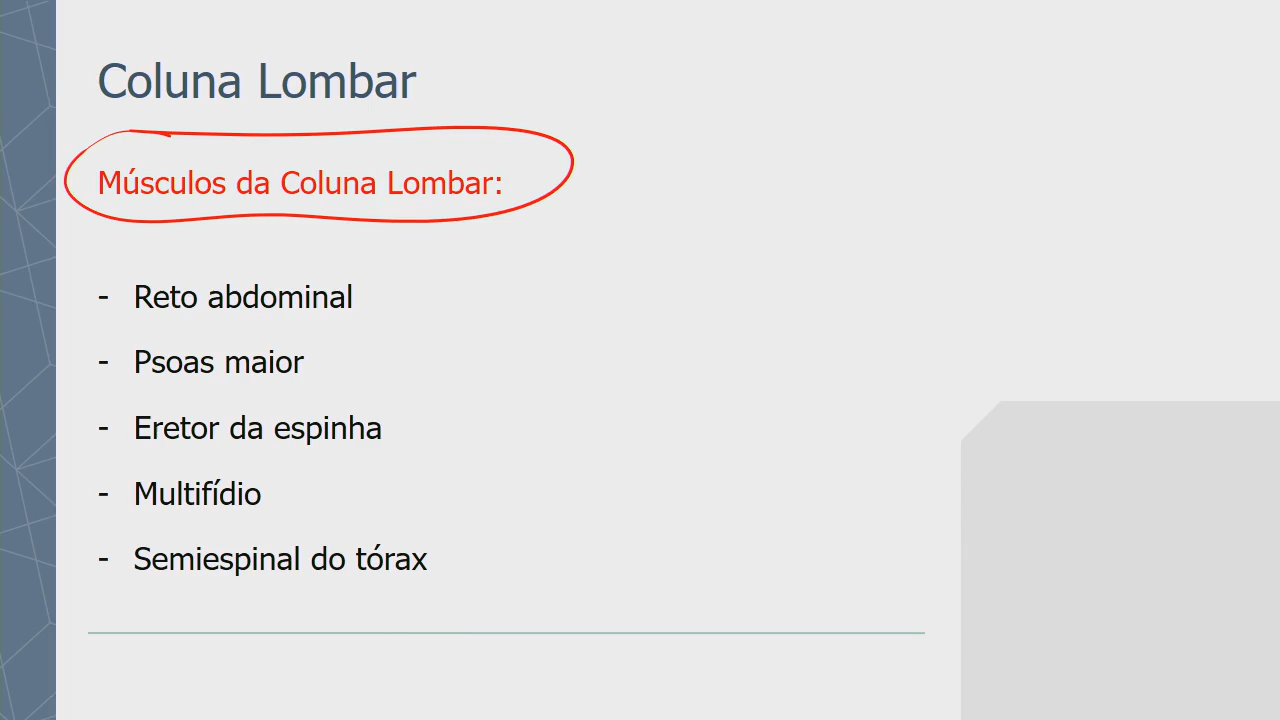 Coluna Lombar
Músculos da Coluna Lombar:
- Reto abdominal
- Psoas maior
- Eretor da espinha
- Multifídio
- Semiespinal do tórax